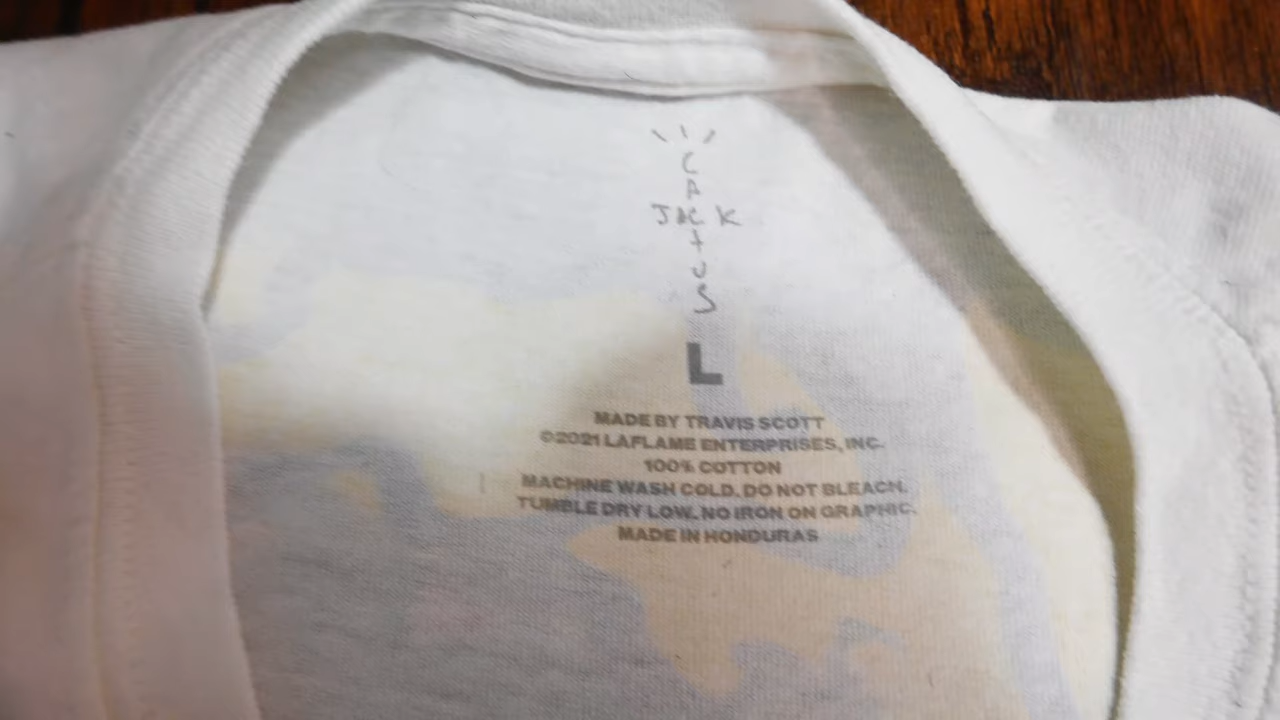 CACTUS
JACK
L
MADE BY TRAVIS SCOTT
©2021 LAFLAME ENTERPRISES, INC.
100% COTTON
MACHINE WASH COLD. DO NOT BLEACH.
TUMBLE DRY LOW. NO IRON ON GRAPHIC.
MADE IN HONDURAS